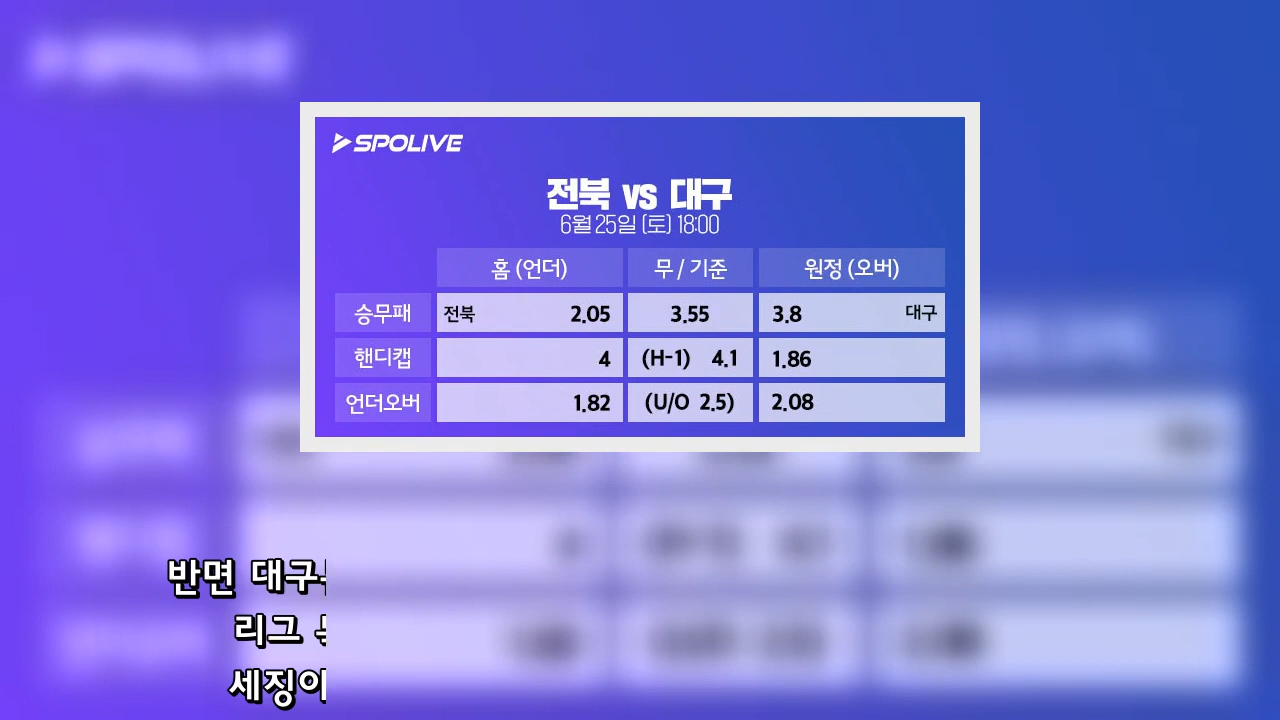 SPOLIVE
전북 vs 대구
6월 25일 (토) 18:00
홈 (언더) 무 / 기준 원정 (오버)
승무패 전북 2.05 3.55 3.8 대구
핸디캡 4 (H-1) 4.1 1.86
언더오버 1.82 (U/O 2.5) 2.08
반면 대구
리그
세징야